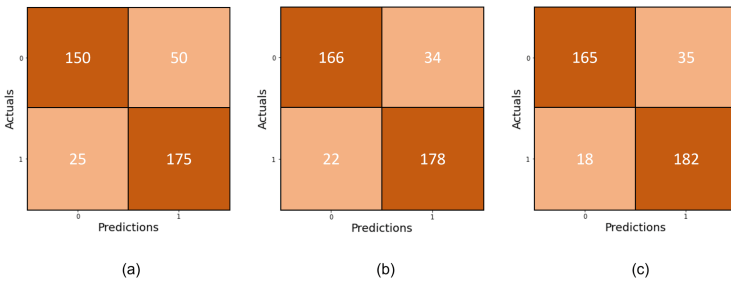 0
150
50
Actuals
1
25
175
0
1
Predictions
(a)
0
166
34
Actuals
1
22
178
0
1
Predictions
(b)
0
165
35
Actuals
1
18
182
0
1
Predictions
(c)